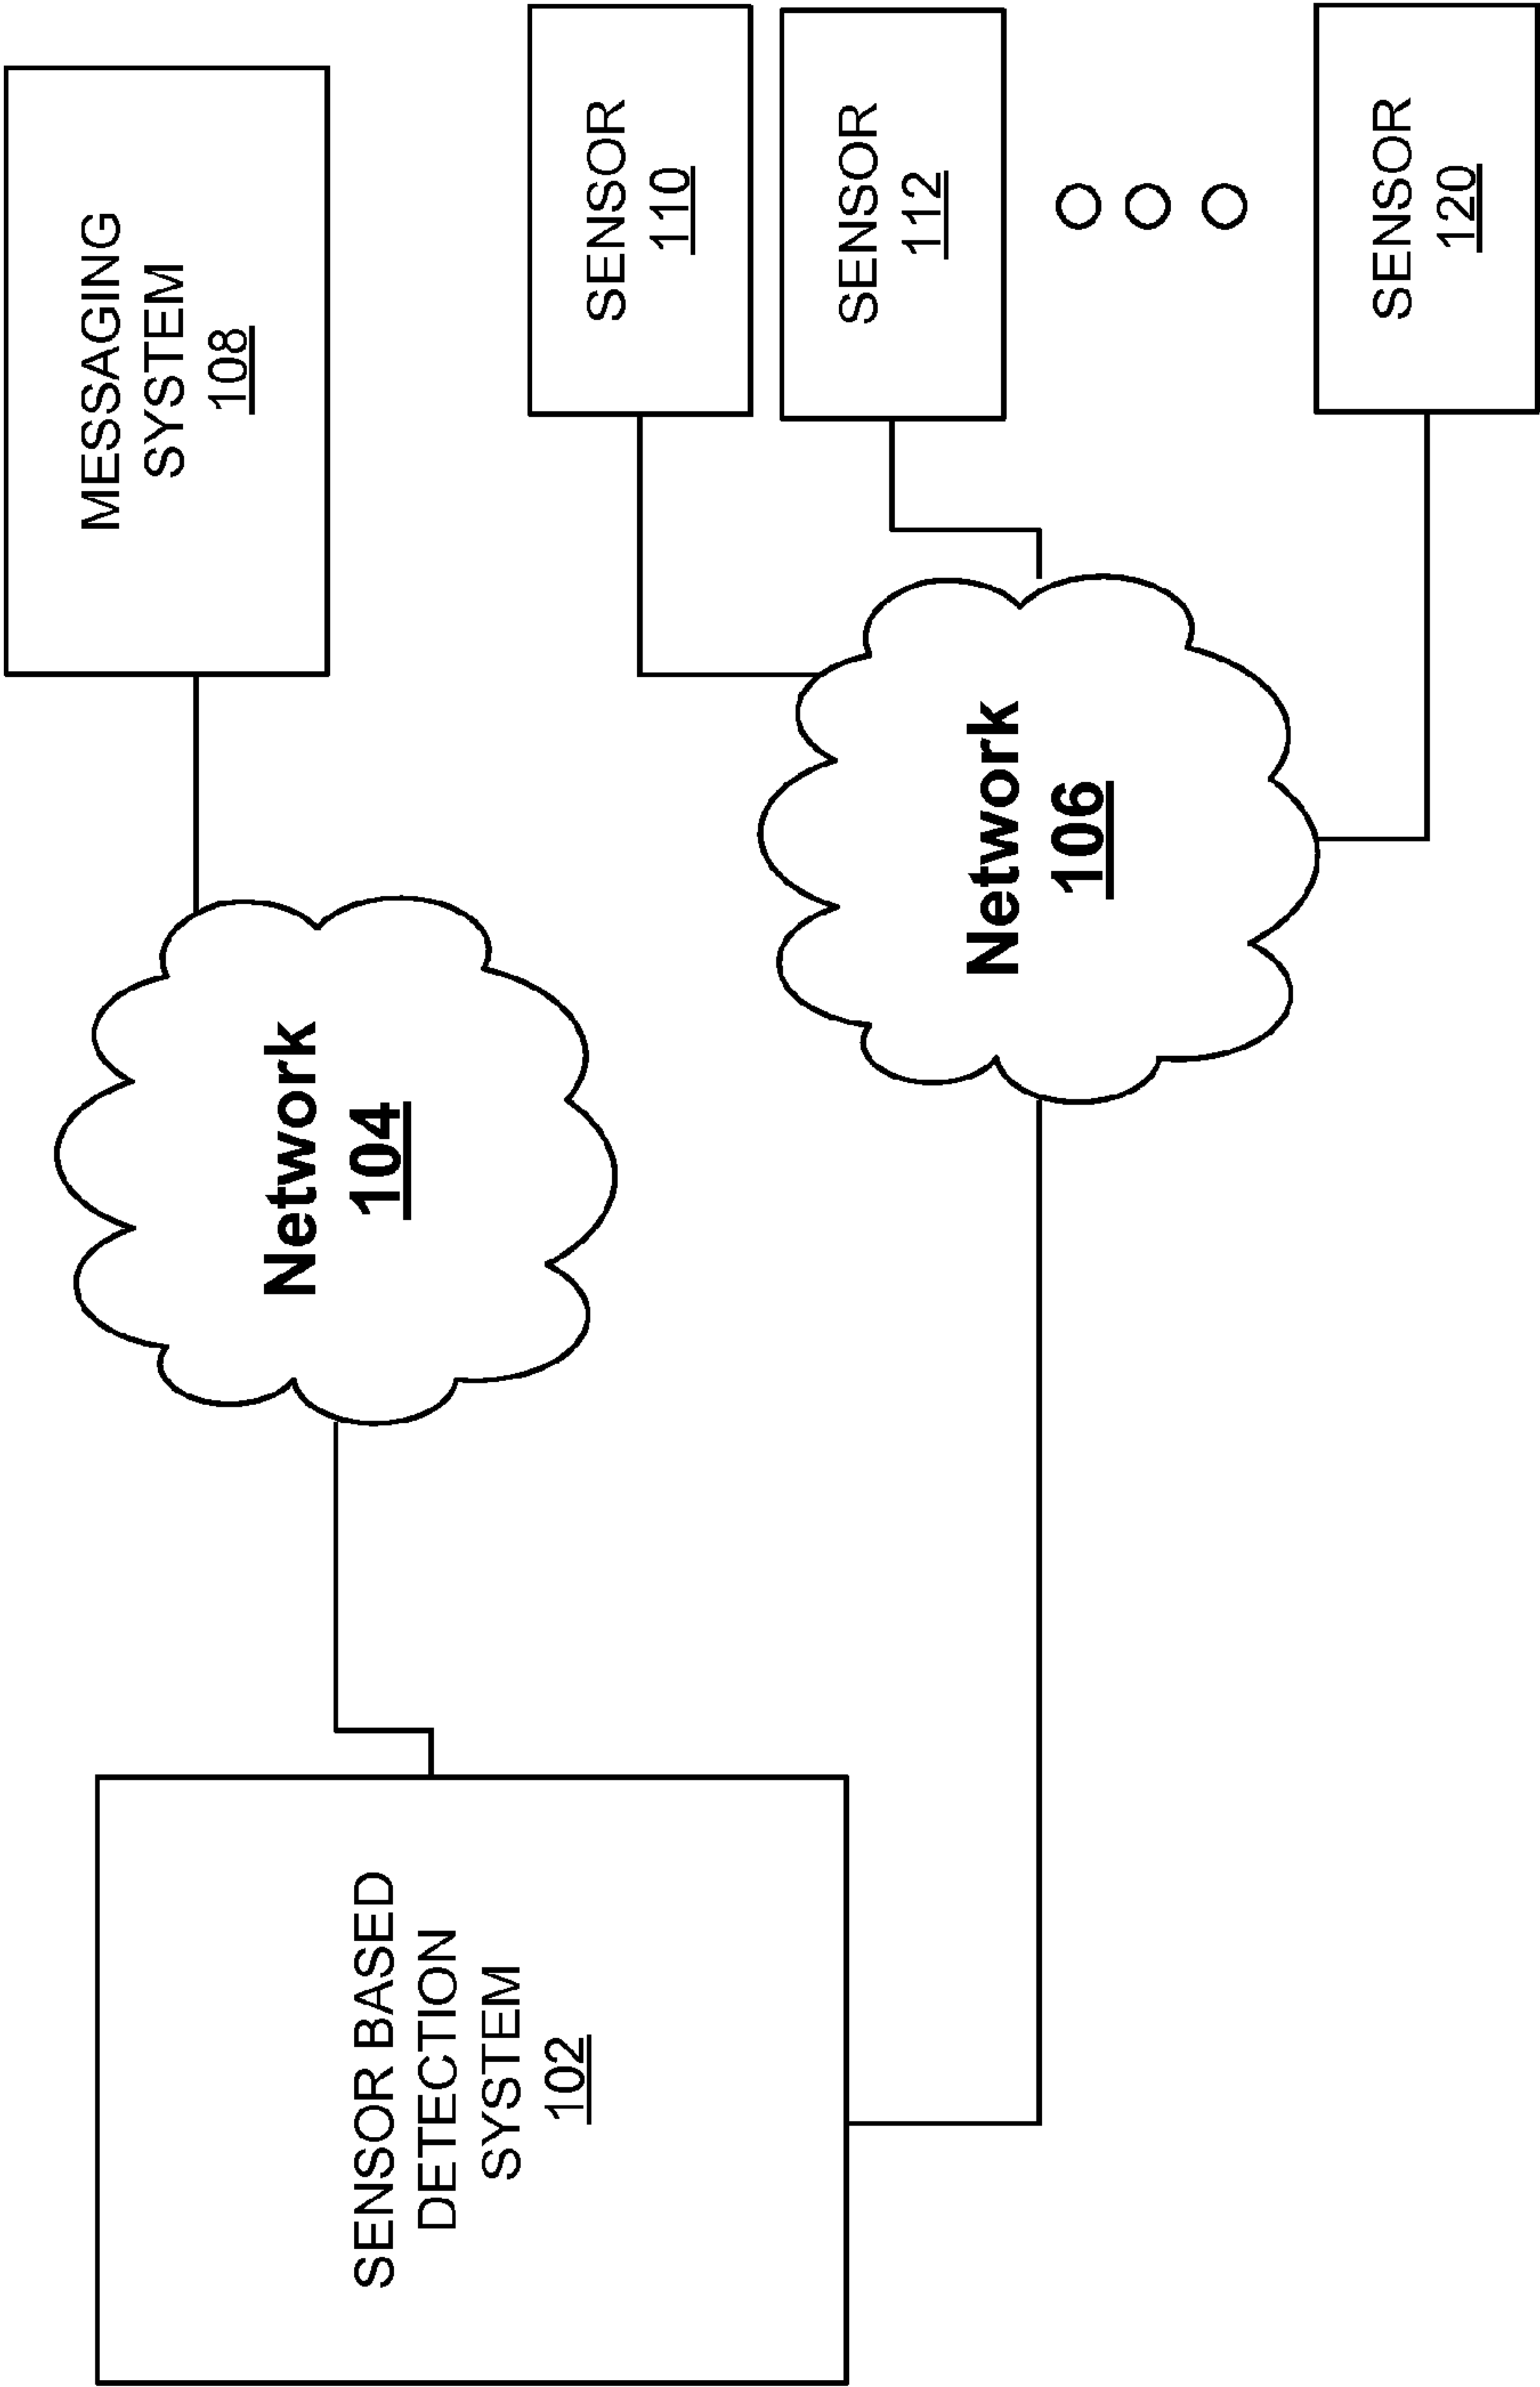 MESSAGING
SYSTEM
108
Network
104
SENSOR BASED
DETECTION
SYSTEM
102
SENSOR
110
SENSOR
112
Network
106
SENSOR
120